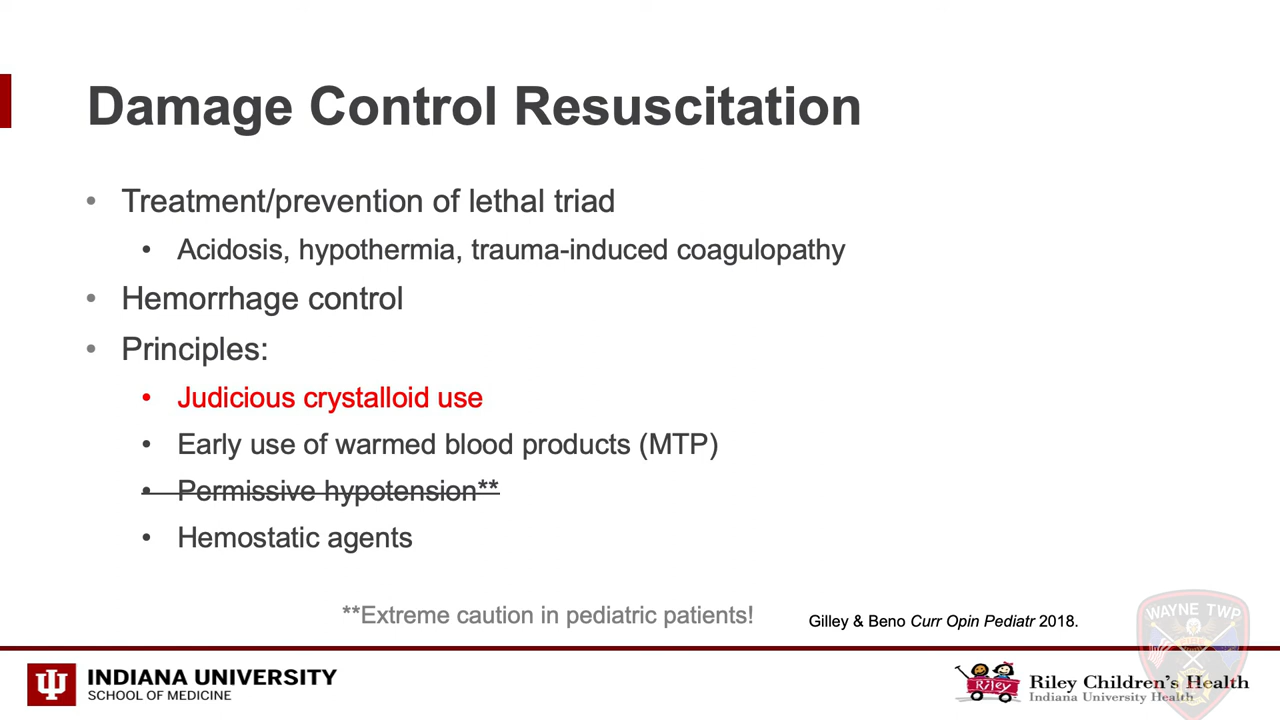 Damage Control Resuscitation
• Treatment/prevention of lethal triad
• Acidosis, hypothermia, trauma-induced coagulopathy
• Hemorrhage control
• Principles:
• Judicious crystalloid use
• Early use of warmed blood products (MTP)
• Permissive hypotension**
• Hemostatic agents
**Extreme caution in pediatric patients!
Gilley & Beno Curr Opin Pediatr 2018.
WAYNE TWP
FIRE
INDIANA UNIVERSITY
SCHOOL OF MEDICINE
Riley
Riley Children's Health
Indiana University Health